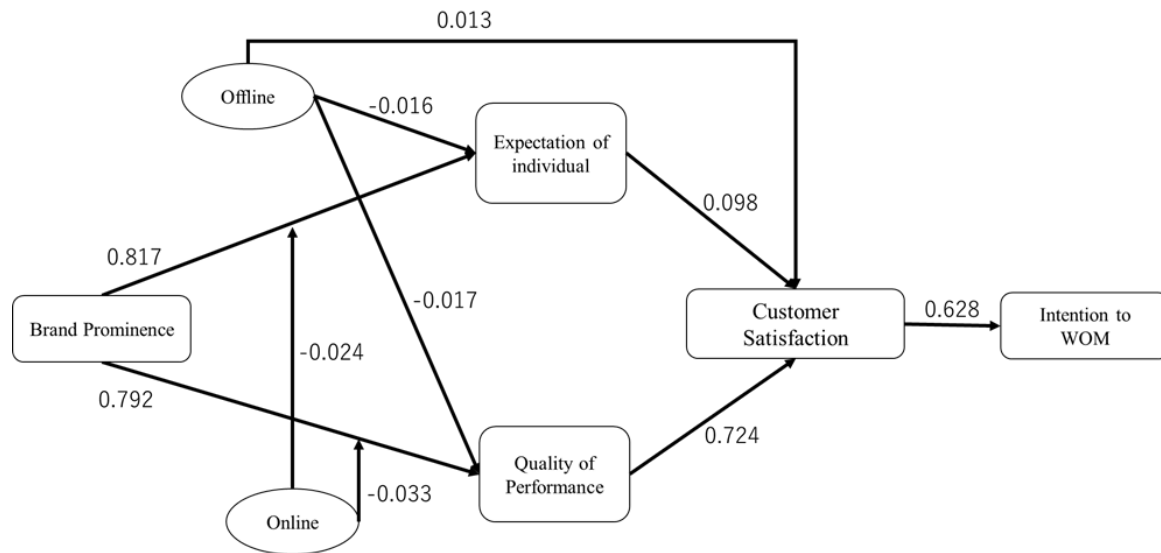 0.013
Offline
-0.016
Expectation of
individual
0.098
0.817
-0.017
Brand Prominence
Customer
Satisfaction
0.628
Intention to
WOM
-0.024
0.792
0.724
Quality of
Performance
-0.033
Online